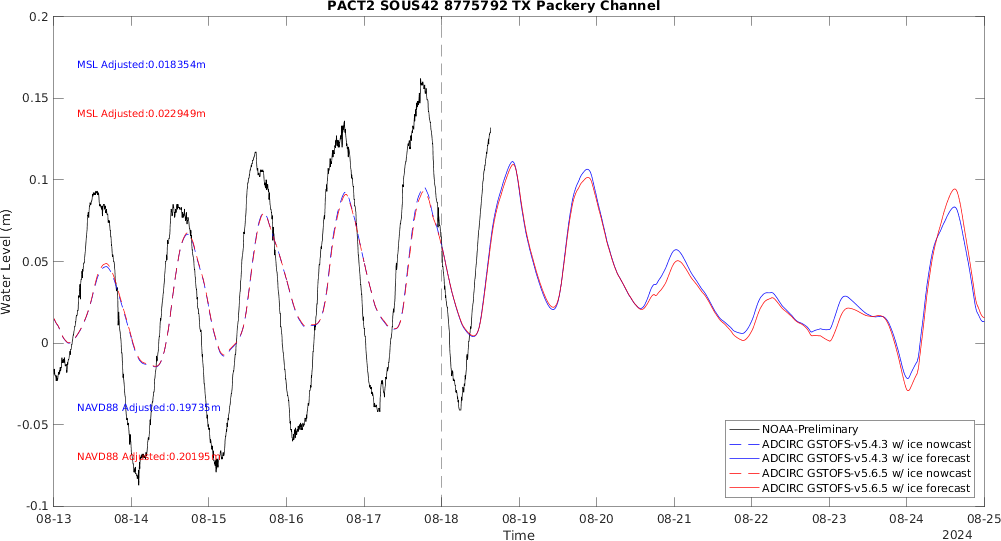 PACT2 SOUS42 8775792 TX Packery Channel
0.2
0.15
0.1
0.05
0
-0.05
-0.1
Water Level (m)
MSL Adjusted:0.018354m
MSL Adjusted:0.022949m
NAVD88 Adjusted:0.19735m
NAVD88 Adjusted:0.20195m
NOAA-Preliminary
ADCIRC GSTOFS-v5.4.3 w/ ice nowcast
ADCIRC GSTOFS-v5.4.3 w/ ice forecast
ADCIRC GSTOFS-v5.6.5 w/ ice nowcast
ADCIRC GSTOFS-v5.6.5 w/ ice forecast
08-13 08-14 08-15 08-16 08-17 08-18 08-19 08-20 08-21 08-22 08-23 08-24 08-25
Time
2024